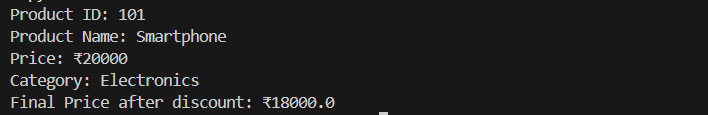 Product ID: 101
Product Name: Smartphone
Price: ₹20000
Category: Electronics
Final Price after discount: ₹18000.0